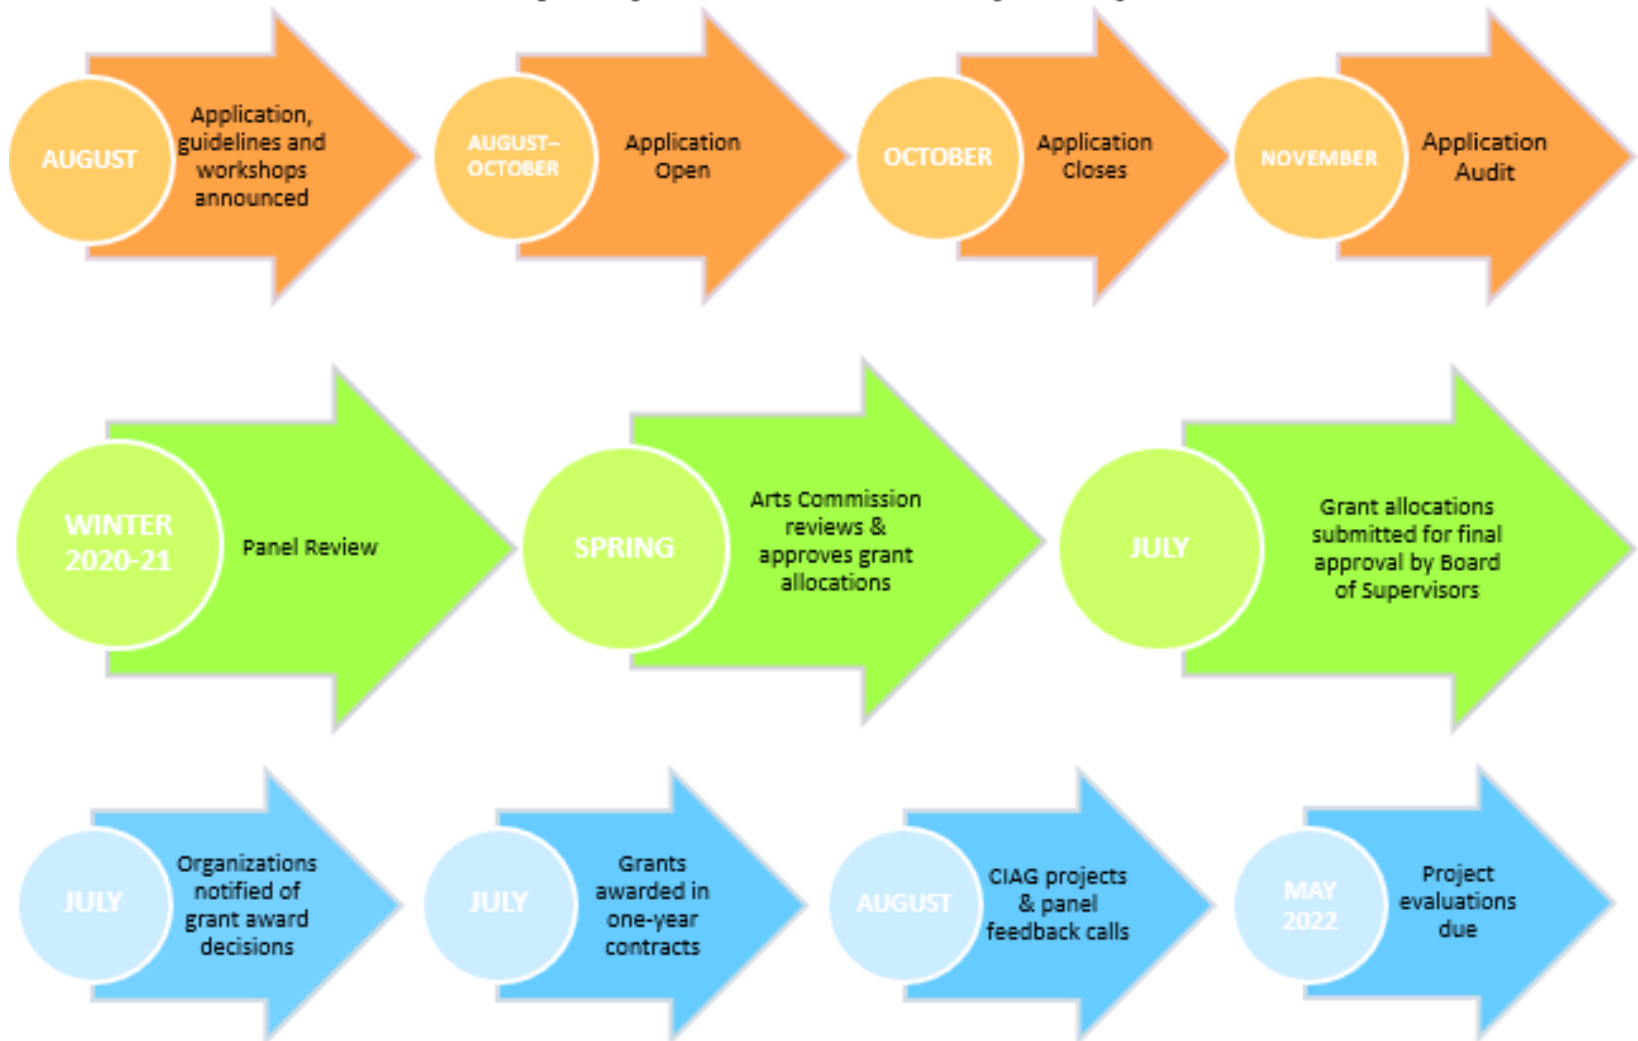 AUGUST
Application,
guidelines and
workshops
announced
AUGUST–
OCTOBER
Application
Open
OCTOBER
Application
Closes
NOVEMBER
Application
Audit
WINTER
2020-21
Panel Review
SPRING
Arts Commission
reviews &
approves grant
allocations
JULY
Grant allocations
submitted for final
approval by Board
of Supervisors
JULY
Organizations
notified of
grant award
decisions
JULY
Grants
awarded in
one-year
contracts
AUGUST
CIAG projects
& panel
feedback calls
MAY
2022
Project
evaluations
due